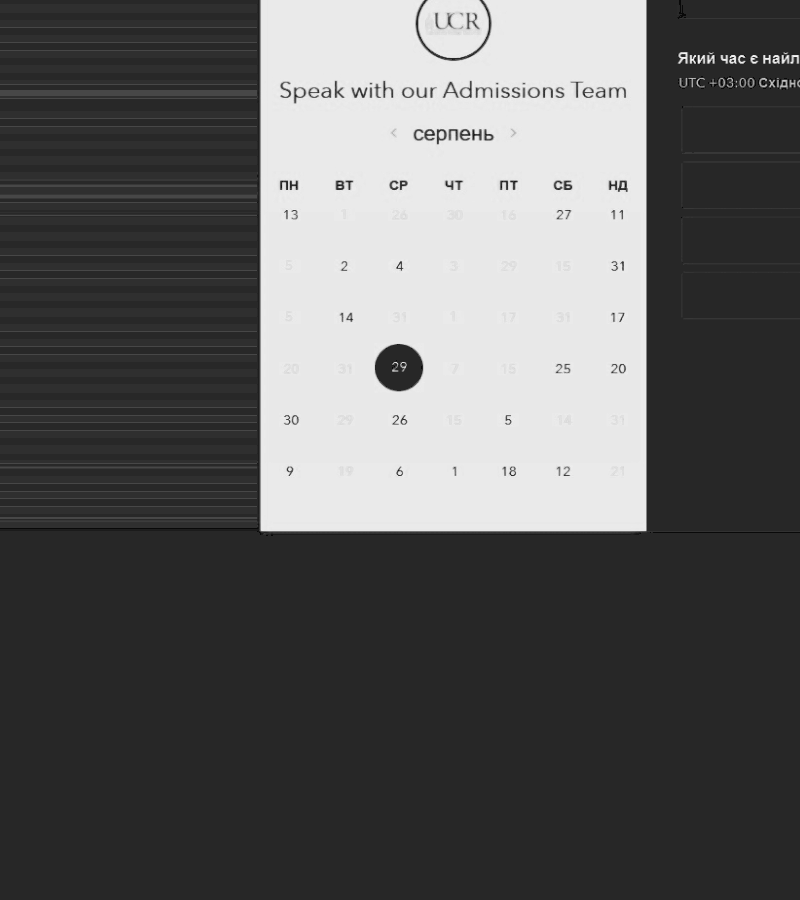 UCR
Speak with our Admissions Team
‹ серпень ›
ПН ВТ СР ЧТ ПТ СБ НД
13 1 26 30 16 27 11
5 2 4 3 29 15 31
5 14 31 1 17 31 17
20 31 29 7 15 25 20
30 29 26 15 5 14 31
9 19 6 1 18 12 21
Який час є
UTC +03:00